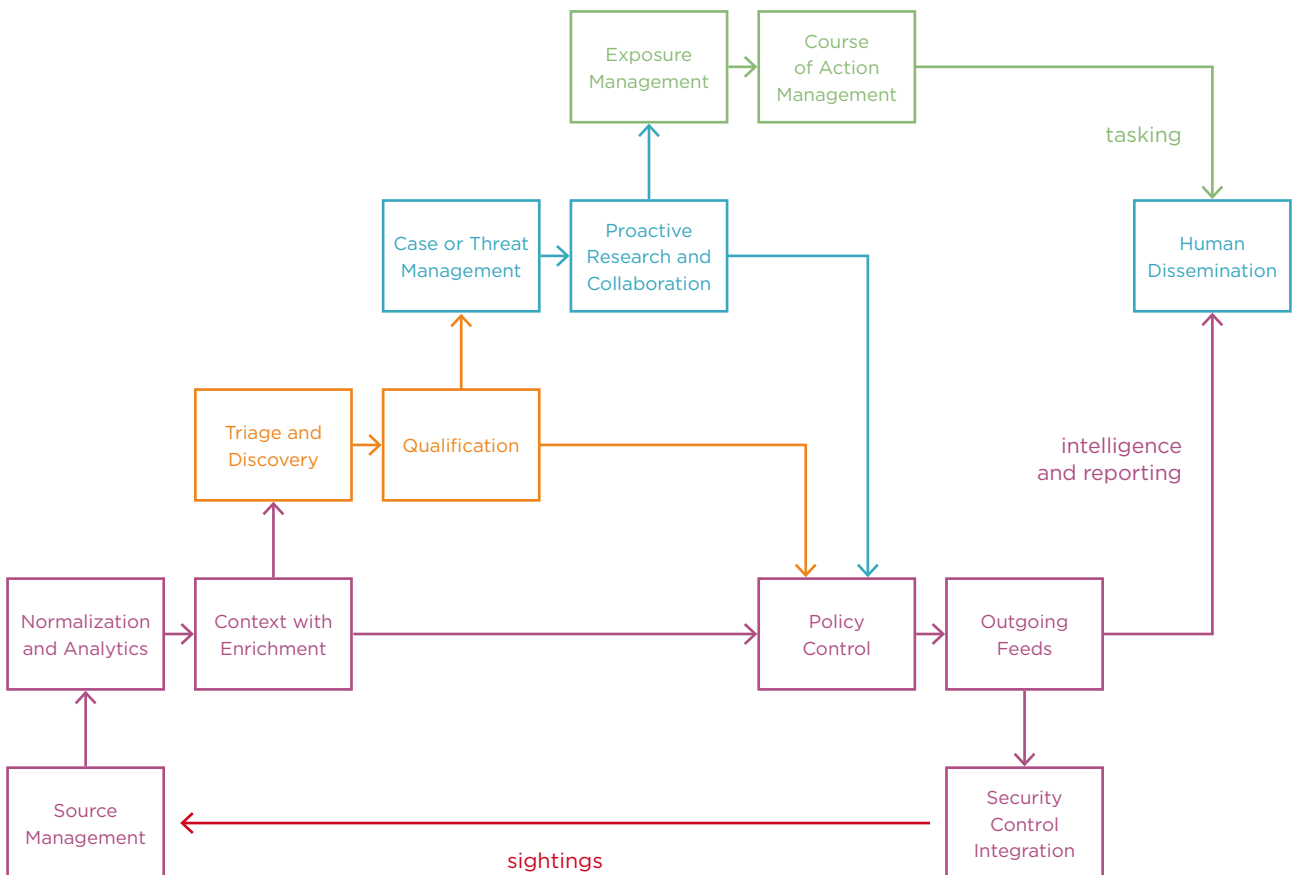 Exposure
Management
Course
of Action
Management
tasking
Case or Threat
Management
Proactive
Research and
Collaboration
Human
Dissemination
Triage and
Discovery
Qualification
intelligence
and reporting
Normalization
and Analytics
Context with
Enrichment
Policy
Control
Outgoing
Feeds
Source
Management
Security
Control
Integration
sightings